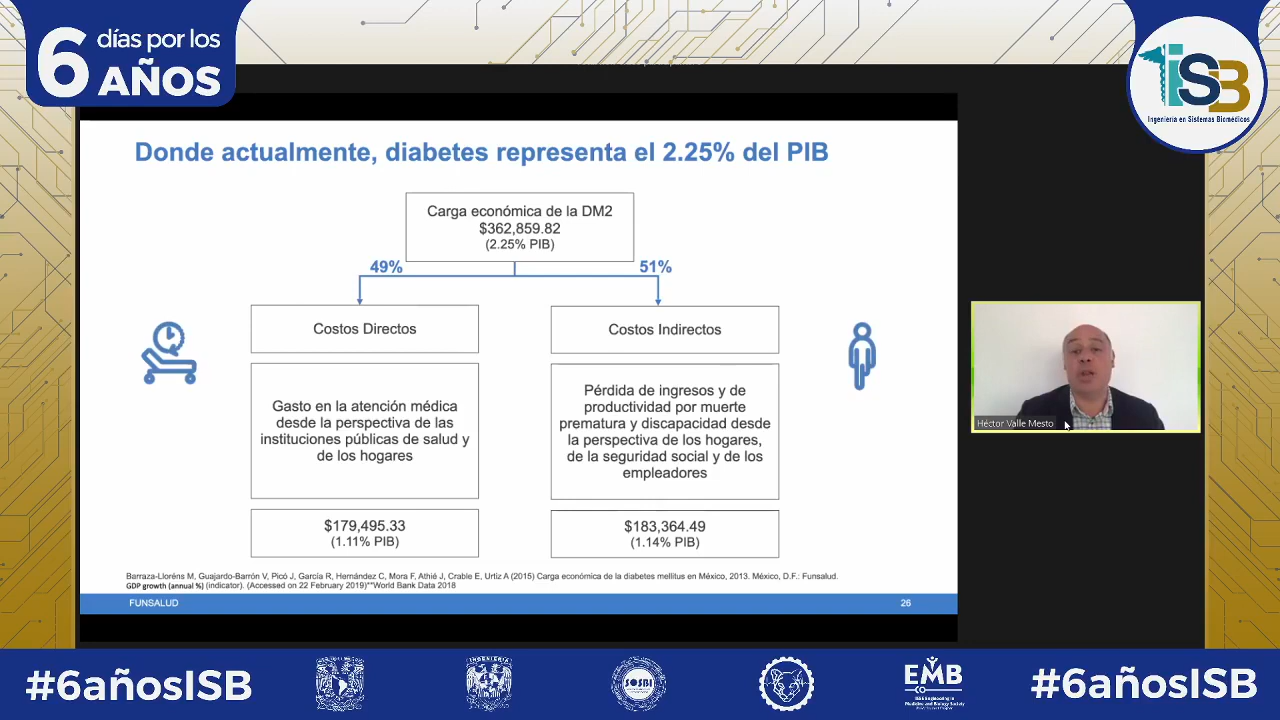 6 días por los
AÑOS
iSB
Ingeniería en Sistemas Biomédicos
Donde actualmente, diabetes representa el 2.25% del PIB
Carga económica de la DM2
$362,859.82
(2.25% PIB)
49%
51%
Costos Directos
Costos Indirectos
Gasto en la atención médica
desde la perspectiva de las
instituciones públicas de salud y
de los hogares
Pérdida de ingresos y de
productividad por muerte
prematura y discapacidad desde
la perspectiva de los hogares,
de la seguridad social y de los
empleadores
$179,495.33
(1.11% PIB)
$183,364.49
(1.14% PIB)
Héctor Valle Mesto
Barraza-Lloréns M, Guajardo-Barrón V, Picó J, García R, Hernández C, Mora F, Athié J, Crable E, Urtiz A (2015) Carga económica de la diabetes mellitus en México, 2013. México, D.F.: Funsalud.
GDP growth (annual %) (indicator). (Accessed on 22 February 2019)**World Bank Data 2018
FUNSALUD
26
#6añosISB
INGENIERIA
SOSBI
EMB
#6añosISB